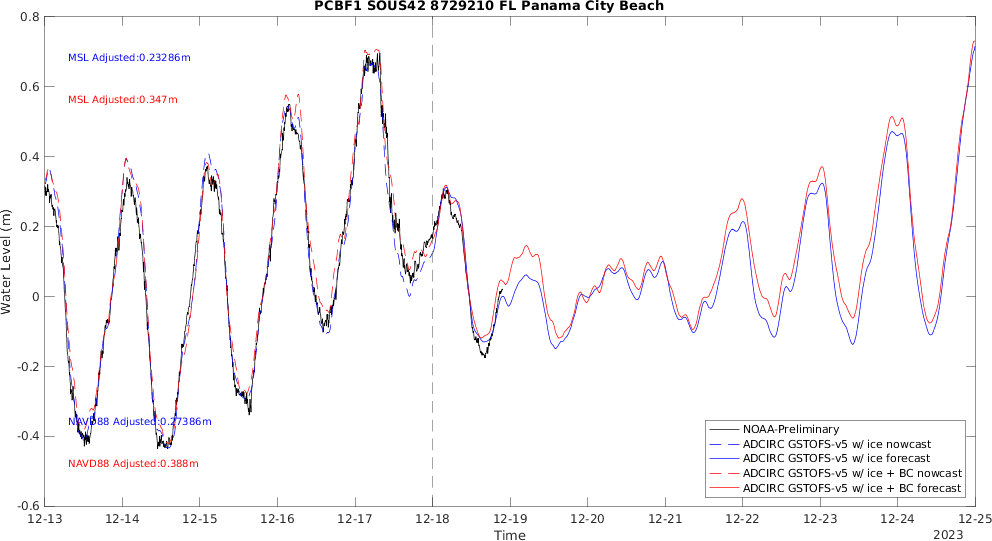 PCBF1 SOUS42 8729210 FL Panama City Beach
0.8
0.6
0.4
0.2
0
-0.2
-0.4
-0.6
Water Level (m)
MSL Adjusted:0.23286m
MSL Adjusted:0.347m
NAVD88 Adjusted:0.27386m
NAVD88 Adjusted:0.388m
NOAA-Preliminary
ADCIRC GSTOFS-v5 w/ ice nowcast
ADCIRC GSTOFS-v5 w/ ice forecast
ADCIRC GSTOFS-v5 w/ ice + BC nowcast
ADCIRC GSTOFS-v5 w/ ice + BC forecast
12-13 12-14 12-15 12-16 12-17 12-18 12-19 12-20 12-21 12-22 12-23 12-24 12-25
Time
2023